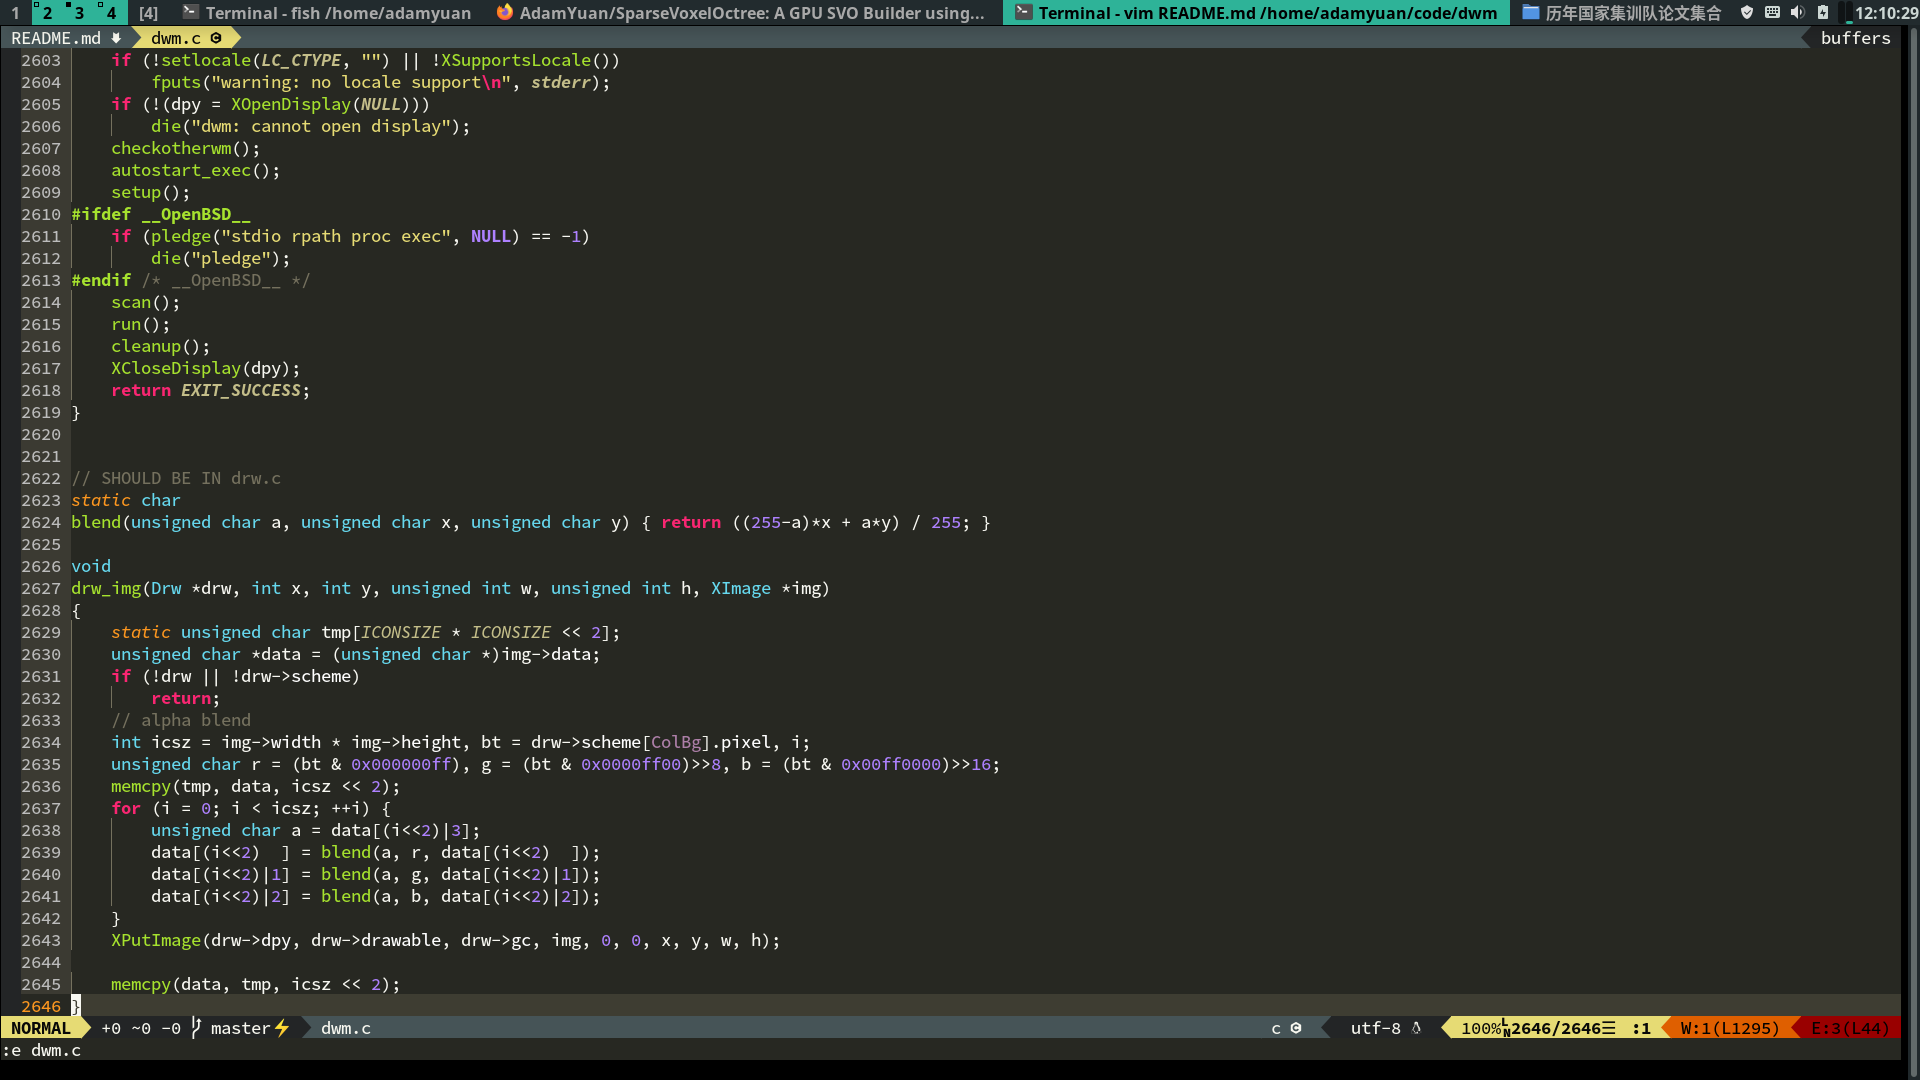 1 2 3 4 [4] Terminal - fish /home/adamyuan AdamYuan/SparseVoxelOctree: A GPU SVO Builder using... Terminal - vim README.md /home/adamyuan/code/dwm 历年国家集训队论文集合 12:10:29
README.md dwm.c buffers
2603     if (!setlocale(LC_CTYPE, "") || !XSupportsLocale())
2604         fputs("warning: no locale support\n", stderr);
2605     if (!(dpy = XOpenDisplay(NULL)))
2606         die("dwm: cannot open display");
2607     checkotherwm();
2608     autostart_exec();
2609     setup();
2610 #ifdef __OpenBSD__
2611     if (pledge("stdio rpath proc exec", NULL) == -1)
2612         die("pledge");
2613 #endif /* __OpenBSD__ */
2614     scan();
2615     run();
2616     cleanup();
2617     XCloseDisplay(dpy);
2618     return EXIT_SUCCESS;
2619 }
2620
2621
2622 // SHOULD BE IN drw.c
2623 static char
2624 blend(unsigned char a, unsigned char x, unsigned char y) { return ((255-a)*x + a*y) / 255; }
2625
2626 void
2627 drw_img(Drw *drw, int x, int y, unsigned int w, unsigned int h, XImage *img)
2628 {
2629     static unsigned char tmp[ICONSIZE * ICONSIZE << 2];
2630     unsigned char *data = (unsigned char *)img->data;
2631     if (!drw || !drw->scheme)
2632         return;
2633     // alpha blend
2634     int icsz = img->width * img->height, bt = drw->scheme[ColBg].pixel, i;
2635     unsigned char r = (bt & 0x000000ff), g = (bt & 0x0000ff00)>>8, b = (bt & 0x00ff0000)>>16;
2636     memcpy(tmp, data, icsz << 2);
2637     for (i = 0; i < icsz; ++i) {
2638         unsigned char a = data[(i<<2)|3];
2639         data[(i<<2)  ] = blend(a, r, data[(i<<2)  ]);
2640         data[(i<<2)|1] = blend(a, g, data[(i<<2)|1]);
2641         data[(i<<2)|2] = blend(a, b, data[(i<<2)|2]);
2642     }
2643     XPutImage(drw->dpy, drw->drawable, drw->gc, img, 0, 0, x, y, w, h);
2644
2645     memcpy(data, tmp, icsz << 2);
2646 }
NORMAL +0 ~0 -0 master⚡ dwm.c c utf-8 100% LN 2646/2646☰ :1 W:1(L1295) E:3(L44)
:e dwm.c